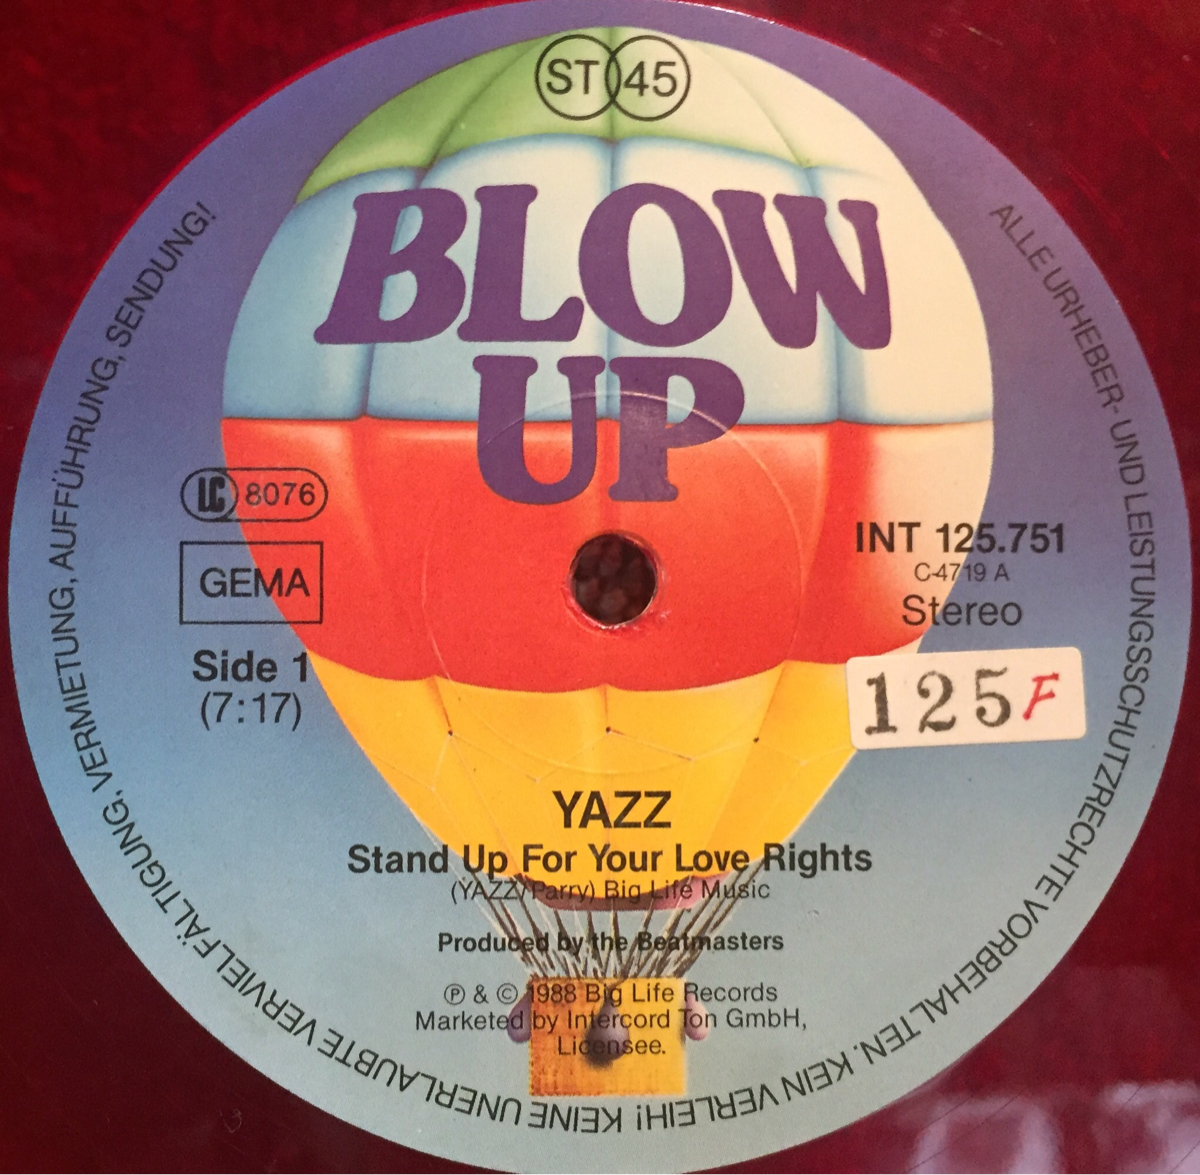 ST 45
BLOW
UP
LC 8076
GEMA
Side 1
(7:17)
INT 125.751
C-4719 A
Stereo
125F
YAZZ
Stand Up For Your Love Rights
(YAZZ/Parry) Big Life Music
Produced by the Beatmasters
℗ & © 1988 Big Life Records
Marketed by Intercord Ton GmbH,
Licensee.
ALLE URHEBER- UND LEISTUNGSSCHUTZRECHTE VORBEHALTEN. KEIN VERLEIH! KEINE UNERLAUBTE VERVIELFÄLTIGUNG, VERMIETUNG, AUFFÜHRUNG, SENDUNG!